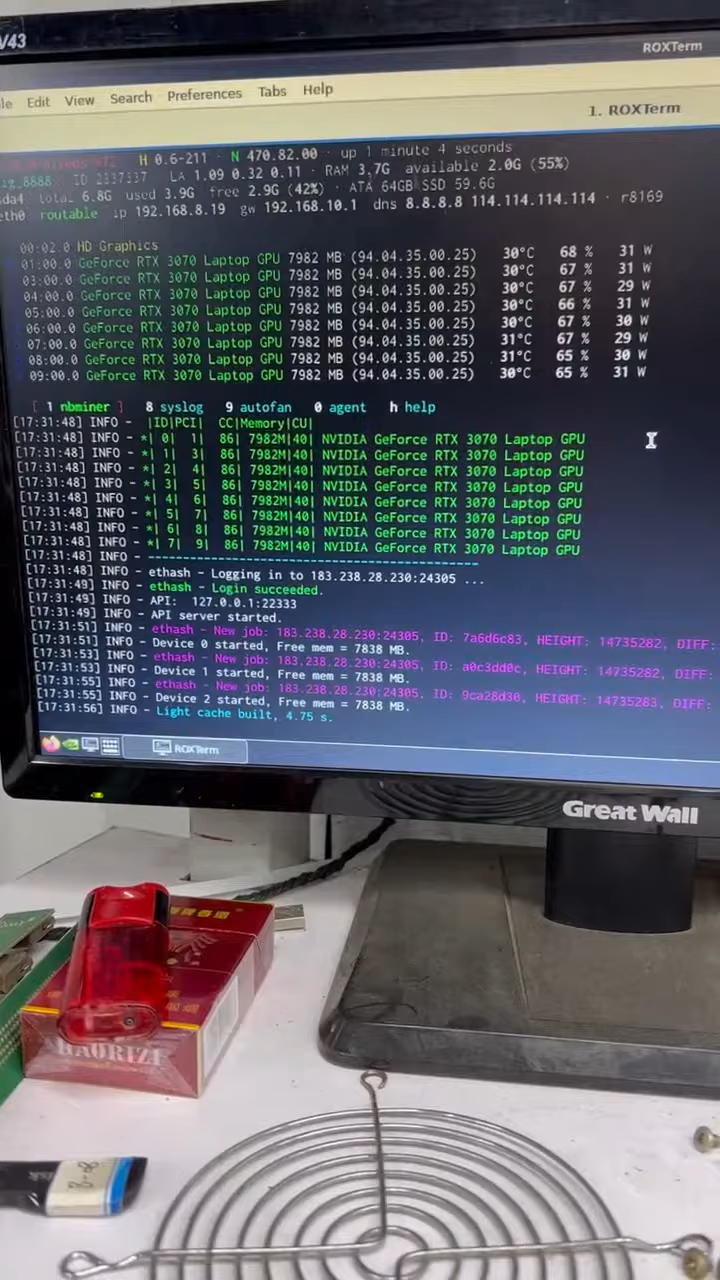 V43
ROXTerm
Edit View Search Preferences Tabs Help
1. ROXTerm
H 0.6-211 · N 470.82.00 · up 1 minute 4 seconds
ID 2337337 LA 1.09 0.32 0.11 · RAM 3.7G available 2.0G (55%)
total 6.8G used 3.9G free 2.9G (42%) · ATA 64GB SSD 59.6G
eth0 routable ip 192.168.8.19 gw 192.168.10.1 dns 8.8.8.8 114.114.114.114 · r8169
00:02.0 HD Graphics
01:00.0 GeForce RTX 3070 Laptop GPU 7982 MB (94.04.35.00.25) 30°C 68 % 31 W
03:00.0 GeForce RTX 3070 Laptop GPU 7982 MB (94.04.35.00.25) 30°C 67 % 31 W
04:00.0 GeForce RTX 3070 Laptop GPU 7982 MB (94.04.35.00.25) 30°C 67 % 29 W
05:00.0 GeForce RTX 3070 Laptop GPU 7982 MB (94.04.35.00.25) 30°C 66 % 31 W
06:00.0 GeForce RTX 3070 Laptop GPU 7982 MB (94.04.35.00.25) 30°C 67 % 30 W
07:00.0 GeForce RTX 3070 Laptop GPU 7982 MB (94.04.35.00.25) 31°C 67 % 29 W
08:00.0 GeForce RTX 3070 Laptop GPU 7982 MB (94.04.35.00.25) 31°C 65 % 30 W
09:00.0 GeForce RTX 3070 Laptop GPU 7982 MB (94.04.35.00.25) 30°C 65 % 31 W
[ 1 nbminer ] 8 syslog 9 autofan 0 agent h help
[17:31:48] INFO - |ID|PCI| CC|Memory|CU|
[17:31:48] INFO - *| 0| 1| 86| 7982M|40| NVIDIA GeForce RTX 3070 Laptop GPU
[17:31:48] INFO - *| 1| 3| 86| 7982M|40| NVIDIA GeForce RTX 3070 Laptop GPU
[17:31:48] INFO - *| 2| 4| 86| 7982M|40| NVIDIA GeForce RTX 3070 Laptop GPU
[17:31:48] INFO - *| 3| 5| 86| 7982M|40| NVIDIA GeForce RTX 3070 Laptop GPU
[17:31:48] INFO - *| 4| 6| 86| 7982M|40| NVIDIA GeForce RTX 3070 Laptop GPU
[17:31:48] INFO - *| 5| 7| 86| 7982M|40| NVIDIA GeForce RTX 3070 Laptop GPU
[17:31:48] INFO - *| 6| 8| 86| 7982M|40| NVIDIA GeForce RTX 3070 Laptop GPU
[17:31:48] INFO - *| 7| 9| 86| 7982M|40| NVIDIA GeForce RTX 3070 Laptop GPU
[17:31:48] INFO - ----------------------------------------------
[17:31:48] INFO - ethash - Logging in to 183.238.28.230:24305 ...
[17:31:49] INFO - ethash - Login succeeded.
[17:31:49] INFO - API: 127.0.0.1:22333
[17:31:49] INFO - API server started.
[17:31:51] INFO - ethash - New job: 183.238.28.230:24305, ID: 7a6d6c83, HEIGHT: 14735282, DIFF:
[17:31:51] INFO - Device 0 started, Free mem = 7838 MB.
[17:31:53] INFO - ethash - New job: 183.238.28.230:24305, ID: a0c3dd0c, HEIGHT: 14735282, DIFF:
[17:31:53] INFO - Device 1 started, Free mem = 7838 MB.
[17:31:55] INFO - ethash - New job: 183.238.28.230:24305, ID: 9ca28d30, HEIGHT: 14735283, DIFF:
[17:31:55] INFO - Device 2 started, Free mem = 7838 MB.
[17:31:56] INFO - Light cache built, 4.75 s.
ROXTerm
Great Wall
HAORIZI